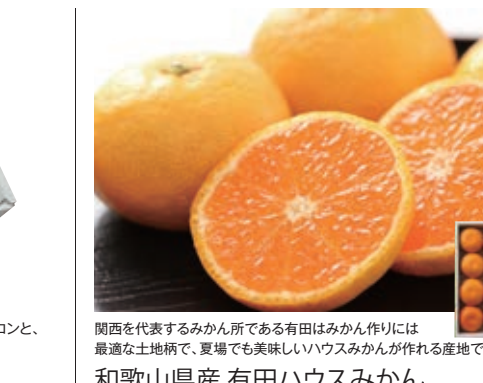 コンと、
関西を代表するみかん所である有田はみかん作りには
最適な土地柄で、夏場でも美味しいハウスみかんが作れる産地で
和歌山県産 有田ハウスみかん